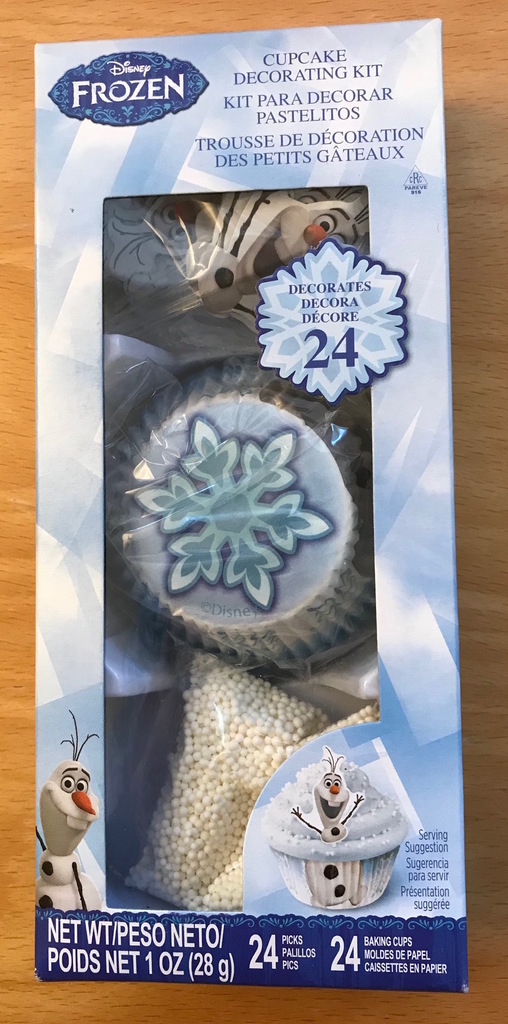 Disney
FROZEN
CUPCAKE
DECORATING KIT
KIT PARA DECORAR
PASTELITOS
TROUSSE DE DÉCORATION
DES PETITS GÂTEAUX
cRc
PAREVE
918
DECORATES
DECORA
DÉCORE
24
©Disney
Serving
Suggestion
Sugerencia
para servir
Présentation
suggérée
NET WT/PESO NETO/
POIDS NET 1 OZ (28 g)
24 PICKS
PALILLOS
PICS
24 BAKING CUPS
MOLDES DE PAPEL
CAISSETTES EN PAPIER